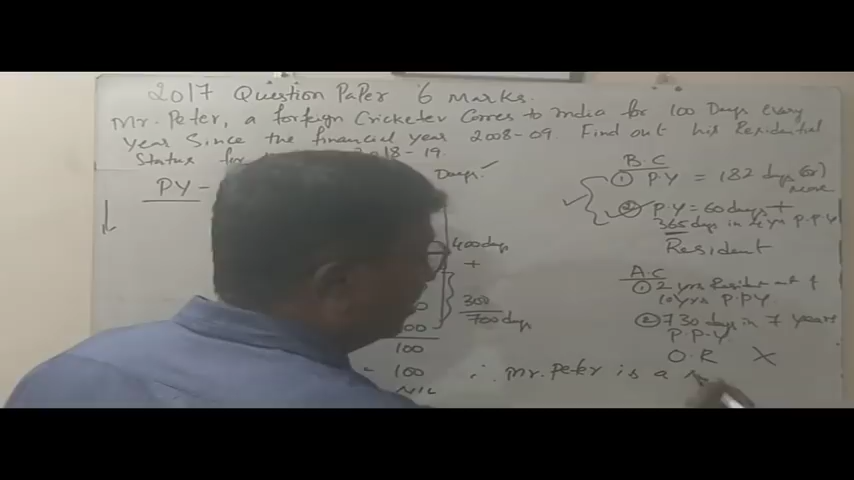 2017 Question Paper 6 Marks.
Mr. Peter, a foreign Cricketer Comes to India for 100 Days every
Year Since the financial year 2008-09. Find out his Residential
Status for 2018-19.
PY -
Days.
400 days
+
300
700 days
00
100
- 100
NIL
B.C
① P.Y = 182 days (or) more
② P.Y = 60 days +
365 days in 4 yrs P.P.Y
Resident
A.C
① 2 yrs Resident out of
10 yrs P.PY
② 730 days in 7 years
P.P.Y.
O.R X
∴ Mr. Peter is a